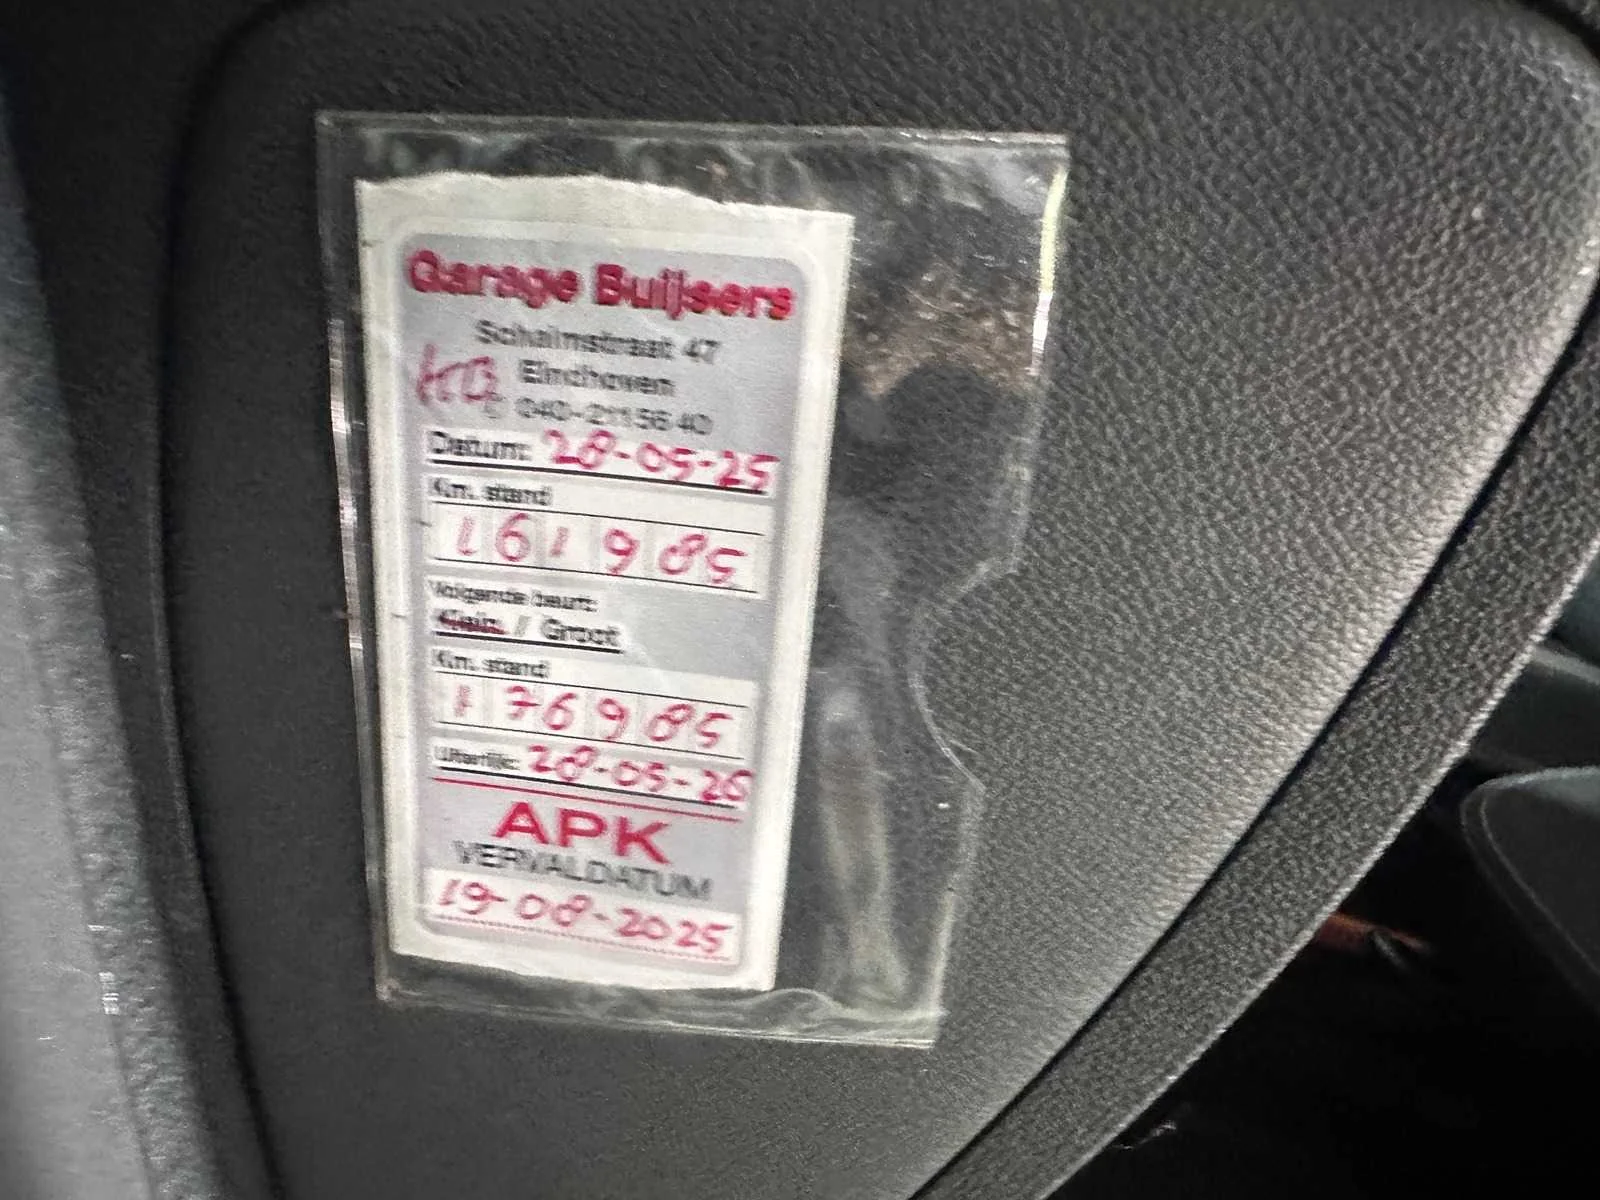 Garage Buijsers
Schalmstraat 47
Eindhoven
040-2115640
Datum: 28-05-25
Km. stand
161985
Volgende beurt:
Klein / Groot
Km. stand
176985
Uiterlijk: 28-05-26
APK
VERVALDATUM
19-08-2025